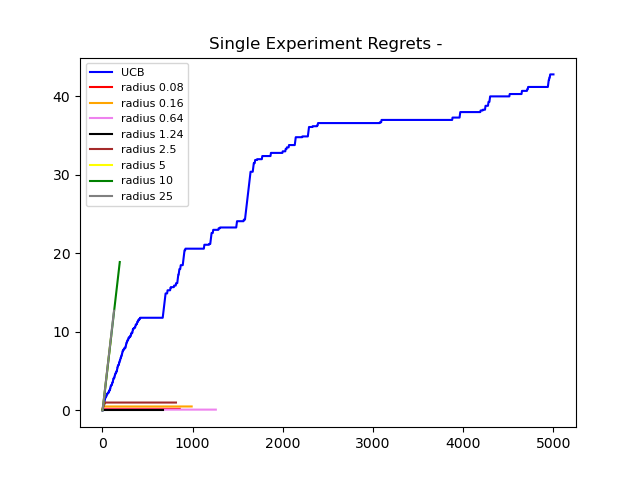 Single Experiment Regrets -
UCB
radius 0.08
radius 0.16
radius 0.64
radius 1.24
radius 2.5
radius 5
radius 10
radius 25
40
30
20
10
0
0 1000 2000 3000 4000 5000